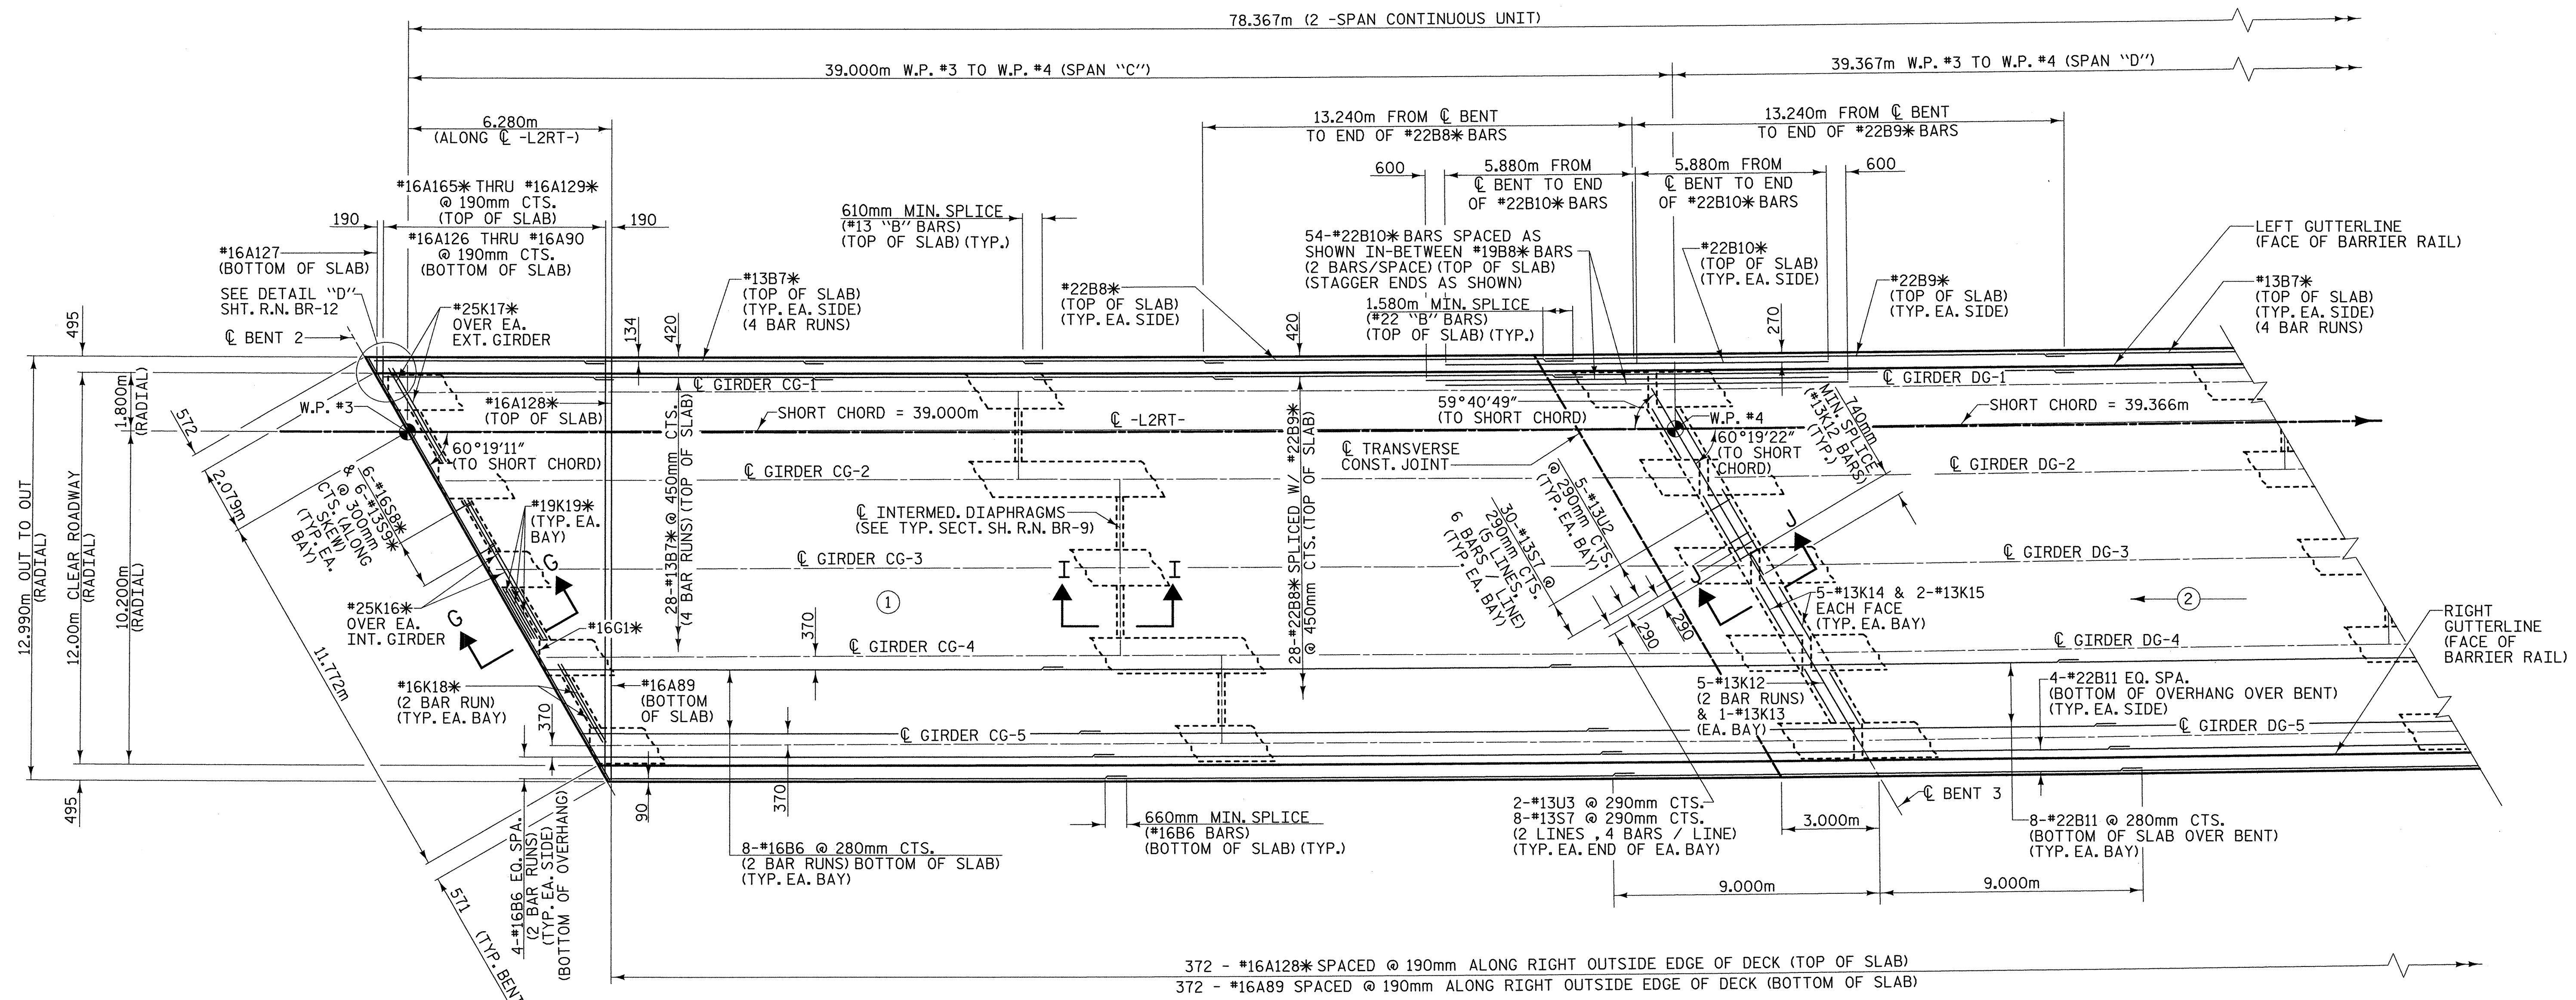 78.367m (2 -SPAN CONTINUOUS UNIT)
39.000m W.P. #3 TO W.P. #4 (SPAN "C")
39.367m W.P. #3 TO W.P. #4 (SPAN "D")
6.280m
(ALONG ℄ -L2RT-)
13.240m FROM ℄ BENT
TO END OF #22B8* BARS
13.240m FROM ℄ BENT
TO END OF #22B9* BARS
600
5.880m FROM
℄ BENT TO END
OF #22B10* BARS
5.880m FROM
℄ BENT TO END
OF #22B10* BARS
600
#16A165* THRU #16A129*
@ 190mm CTS.
(TOP OF SLAB)
190
190
#16A126 THRU #16A90
@ 190mm CTS.
(BOTTOM OF SLAB)
#16A127
(BOTTOM OF SLAB)
SEE DETAIL "D"
SHT. R.N. BR-12
℄ BENT 2
#25K17*
OVER EA.
EXT. GIRDER
610mm MIN. SPLICE
(#13 "B" BARS)
(TOP OF SLAB) (TYP.)
#13B7*
(TOP OF SLAB)
(TYP. EA. SIDE)
(4 BAR RUNS)
#22B8*
(TOP OF SLAB)
(TYP. EA. SIDE)
54-#22B10* BARS SPACED AS
SHOWN IN-BETWEEN #19B8* BARS
(2 BARS/SPACE) (TOP OF SLAB)
(STAGGER ENDS AS SHOWN)
1.580m MIN. SPLICE
(#22 "B" BARS)
(TOP OF SLAB) (TYP.)
#22B10*
(TOP OF SLAB)
(TYP. EA. SIDE)
#22B9*
(TOP OF SLAB)
(TYP. EA. SIDE)
LEFT GUTTERLINE
(FACE OF BARRIER RAIL)
#13B7*
(TOP OF SLAB)
(TYP. EA. SIDE)
(4 BAR RUNS)
495
134
420
420
270
12.990m OUT TO OUT
(RADIAL)
12.00m CLEAR ROADWAY
(RADIAL)
1.800m
(RADIAL)
10.200m
(RADIAL)
495
W.P. #3
#16A128*
(TOP OF SLAB)
℄ GIRDER CG-1
SHORT CHORD = 39.000m
℄ -L2RT-
60°19'11"
(TO SHORT CHORD)
℄ GIRDER CG-2
28-#13B7* @ 450mm CTS.
(4 BAR RUNS) (TOP OF SLAB)
28-#22B8* SPLICED W/ #22B9*
@ 450mm CTS. (TOP OF SLAB)
59°40'49"
(TO SHORT CHORD)
℄ TRANSVERSE
CONST. JOINT
W.P. #4
60°19'22"
(TO SHORT
CHORD)
740mm
MIN. SPLICE
(#13K12 BARS)
(TYP.)
℄ GIRDER DG-1
SHORT CHORD = 39.366m
℄ GIRDER DG-2
572
2.079m
11.772m
571
(TYP. BENT
6-#16S8*
& 6-#13S9*
@ 300mm
CTS. (ALONG
SKEW)
(TYP. EA.
BAY)
#19K19*
(TYP. EA.
BAY)
℄ INTERMED. DIAPHRAGMS
(SEE TYP. SECT. SH. R.N. BR-9)
℄ GIRDER CG-3
5-#13U2
@ 290mm CTS.
(TYP. EA. BAY)
30-#13S7 @
290mm CTS.
(5 LINES,
6 BARS / LINE)
(TYP. EA. BAY)
J
J
℄ GIRDER DG-3
G
G
#25K16*
OVER EA.
INT. GIRDER
#16G1*
1
I
I
370
℄ GIRDER CG-4
290
290
5-#13K14 & 2-#13K15
EACH FACE
(TYP. EA. BAY)
2
℄ GIRDER DG-4
RIGHT
GUTTERLINE
(FACE OF
BARRIER RAIL)
#16K18*
(2 BAR RUN)
(TYP. EA. BAY)
#16A89
(BOTTOM
OF SLAB)
370
℄ GIRDER CG-5
370
90
5-#13K12
(2 BAR RUNS)
& 1-#13K13
(EA. BAY)
4-#22B11 EQ. SPA.
(BOTTOM OF OVERHANG OVER BENT)
(TYP. EA. SIDE)
℄ GIRDER DG-5
℄ BENT 3
4-#16B6 EQ. SPA.
(2 BAR RUNS)
(TYP. EA. SIDE)
(BOTTOM OF OVERHANG)
8-#16B6 @ 280mm CTS.
(2 BAR RUNS) BOTTOM OF SLAB)
(TYP. EA. BAY)
660mm MIN. SPLICE
(#16B6 BARS)
(BOTTOM OF SLAB) (TYP.)
2-#13U3 @ 290mm CTS.
8-#13S7 @ 290mm CTS.
(2 LINES , 4 BARS / LINE)
(TYP. EA. END OF EA. BAY)
3.000m
8-#22B11 @ 280mm CTS.
(BOTTOM OF SLAB OVER BENT)
(TYP. EA. BAY)
9.000m
9.000m
372 - #16A128* SPACED @ 190mm ALONG RIGHT OUTSIDE EDGE OF DECK (TOP OF SLAB)
372 - #16A89 SPACED @ 190mm ALONG RIGHT OUTSIDE EDGE OF DECK (BOTTOM OF SLAB)